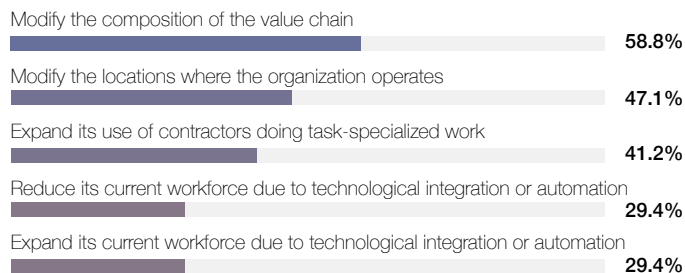 Modify the composition of the value chain
58.8%
Modify the locations where the organization operates
47.1%
Expand its use of contractors doing task-specialized work
41.2%
Reduce its current workforce due to technological integration or automation
29.4%
Expand its current workforce due to technological integration or automation
29.4%